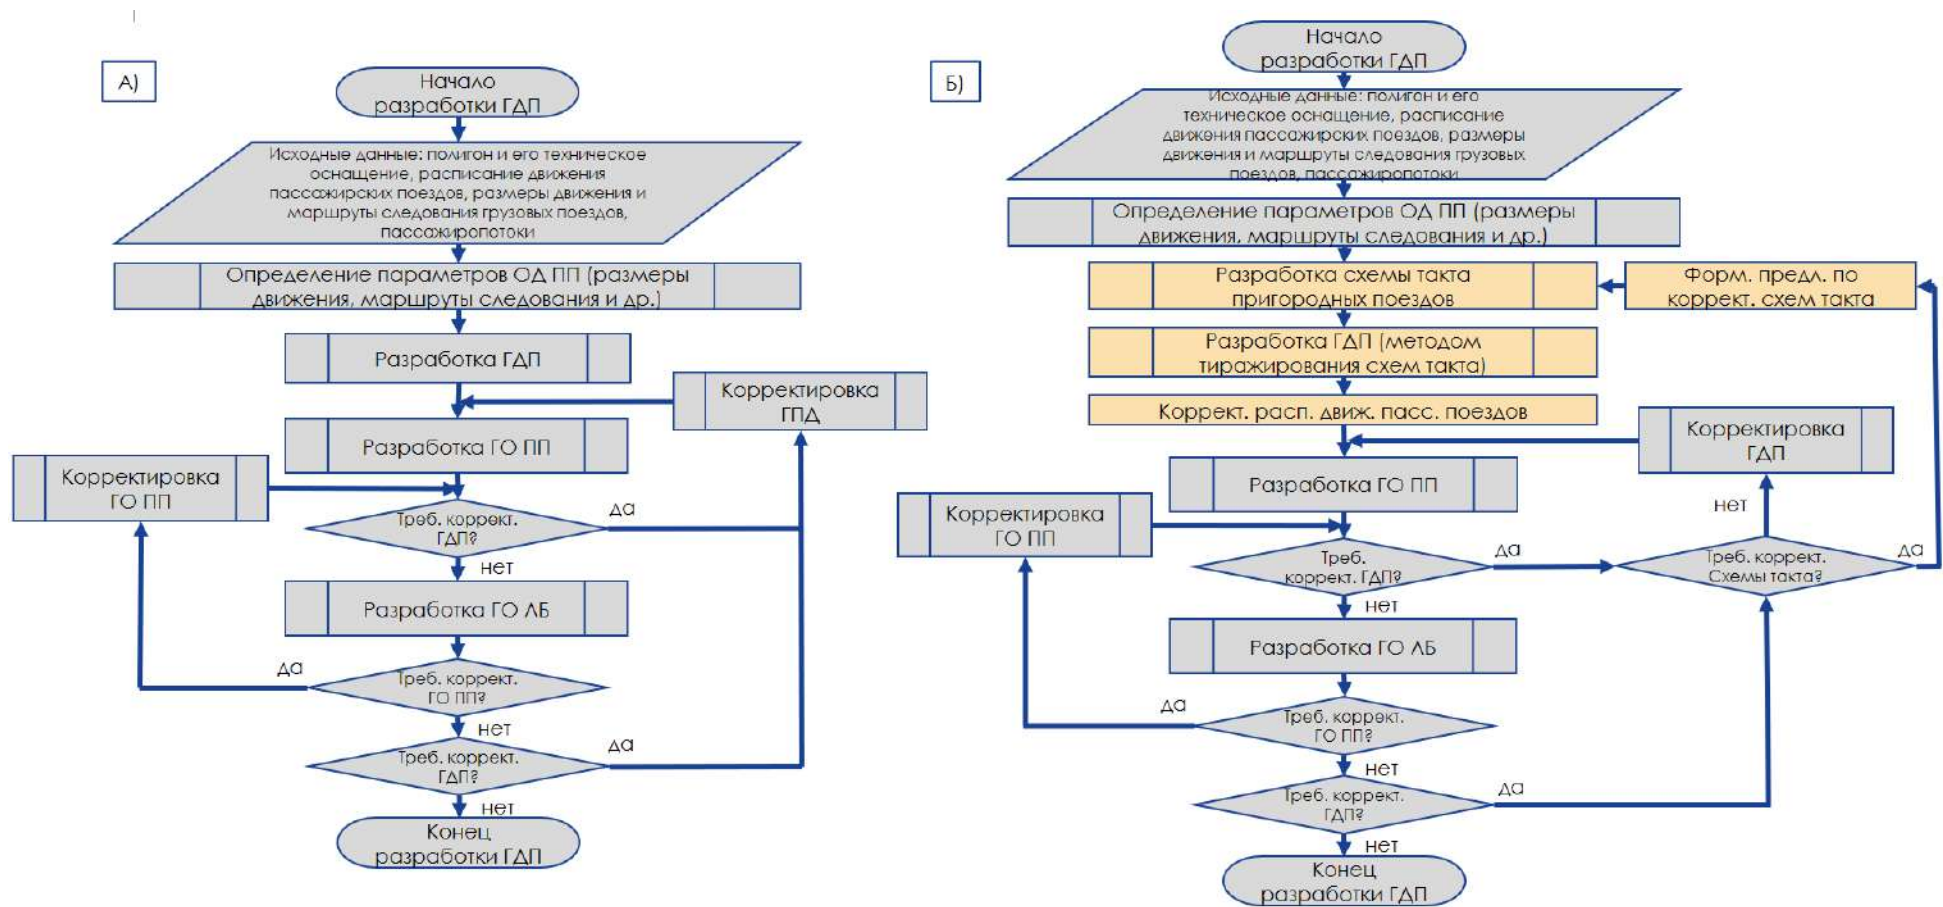 А)
Начало
разработки ГДП
Исходные данные: полигон и его техническое
оснащение, расписание движения
пассажирских поездов, размеры движения и
маршруты следования грузовых поездов,
пассажиропотоки
Определение параметров ОД ПП (размеры
движения, маршруты следования и др.)
Разработка ГДП
Корректировка
ГПД
Разработка ГО ПП
Корректировка
ГО ПП
Треб. коррект.
ГДП?
да
нет
Разработка ГО ЛБ
да
Треб. коррект.
ГО ПП?
нет
Треб. коррект.
ГДП?
да
нет
Конец
разработки ГДП
Б)
Начало
разработки ГДП
Исходные данные: полигон и его
техническое оснащение, расписание
движения пассажирских поездов, размеры
движения и маршруты следования грузовых
поездов, пассажиропотоки
Определение параметров ОД ПП (размеры
движения, маршруты следования и др.)
Разработка схемы такта
пригородных поездов
Форм. предл. по
коррект. схем такта
Разработка ГДП (методом
тиражирования схем такта)
Коррект. расп. движ. пасс. поездов
Корректировка
ГДП
Разработка ГО ПП
нет
Корректировка
ГО ПП
Треб.
коррект. ГДП?
да
Треб. коррект.
Схемы такта?
да
нет
Разработка ГО ЛБ
да
Треб. коррект.
ГО ПП?
нет
Треб. коррект.
ГДП?
да
нет
Конец
разработки ГДП